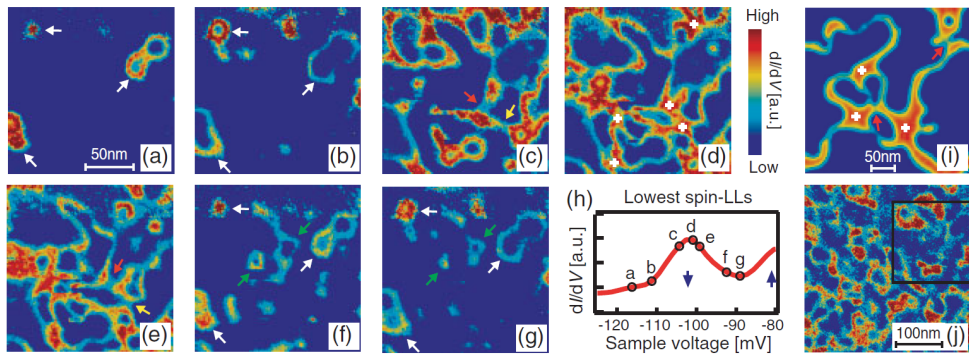 (a)
50nm
(b)
(c)
(d)
High
dI/dV [a.u.]
Low
(i)
50nm
(e)
(f)
(g)
(h)
Lowest spin-LLs
dI/dV [a.u.]
a
b
c
d
e
f
g
-120 -110 -100 -90 -80
Sample voltage [mV]
(j)
100nm